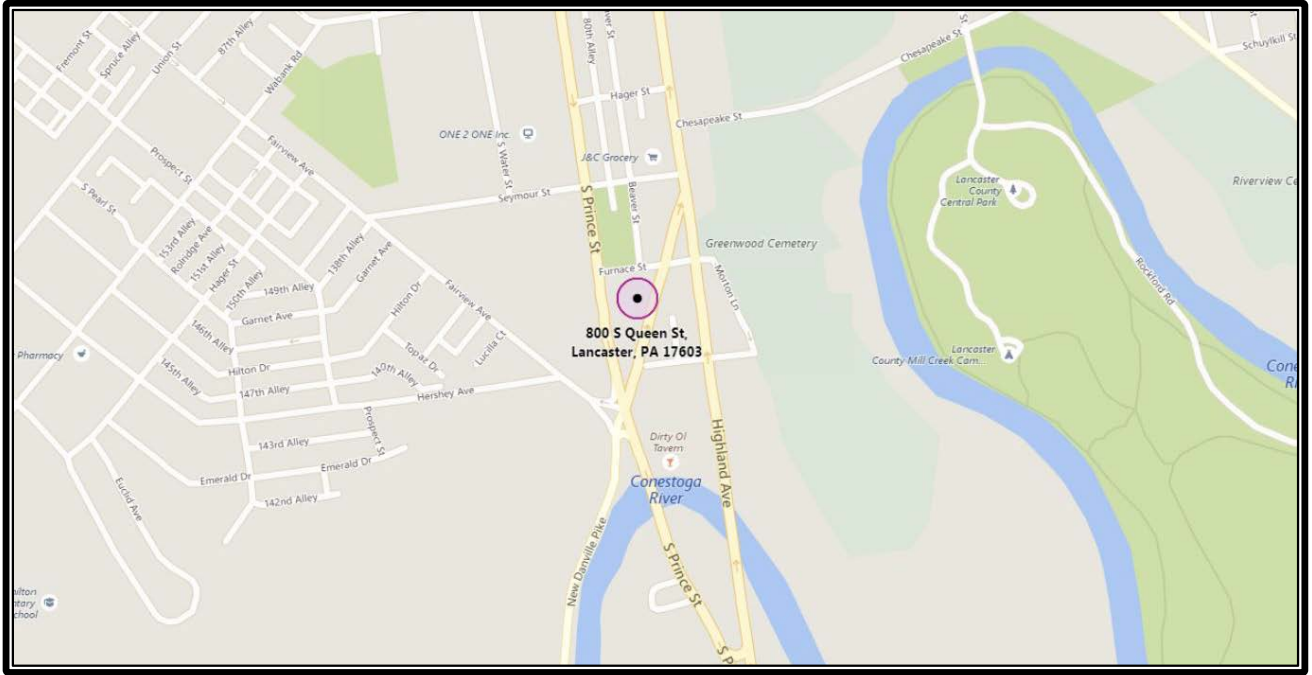 Fremont St
Spruce Alley
Union St
87th Alley
Wabank Rd
80th Alley
Hager St
Chesapeake St
Chesapeake St
St
Schuylkill St
ONE 2 ONE Inc
S Water St
J&C Grocery
Beaver St
Seymour St
S Prince St
Fairview Ave
Prospect St
S Pearl St
153rd Alley
Rolridge Ave
151st Alley
Hager St
150th Alley
138th Alley
Garnet Ave
149th Alley
Garnet Ave
146th Alley
145th Alley
Hilton Dr
147th Alley
Hilton Dr
Fairview Ave
Topaz Dr
140th Alley
Lucilla Ct
Hershey Ave
Prospect St
143rd Alley
Emerald Dr
Emerald Dr
142nd Alley
Euclid Ave
Pharmacy
Furnace St
Morton Ln
Greenwood Cemetery
800 S Queen St,
Lancaster, PA 17603
Dirty Ol
Tavern
Conestoga
River
Highland Ave
New Danville Pike
S Prince St
Lancaster
County
Central Park
Rockford Rd
Lancaster
County Mill Creek Cam...
Riverview Ce
Cone
Ri